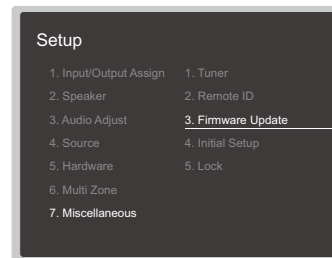 Setup
1. Input/Output Assign
2. Speaker
3. Audio Adjust
4. Source
5. Hardware
6. Multi Zone
7. Miscellaneous
1. Tuner
2. Remote ID
3. Firmware Update
4. Initial Setup
5. Lock